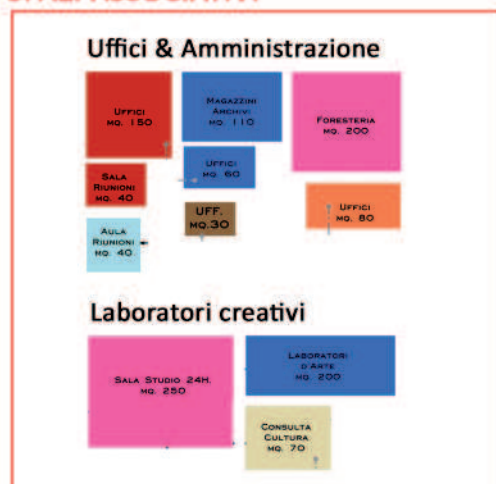 Uffici & Amministrazione
Uffici
mq. 150
Magazzini
Archivi
mq. 110
Foresteria
mq. 200
Sala
Riunioni
mq. 40
Uffici
mq. 60
Uffici
mq. 80
Aula
Riunioni
mq. 40
Uff.
mq.30
Laboratori creativi
Sala Studio 24h.
mq. 250
Laboratori
d'Arte
mq. 200
Consulta
Cultura
mq. 70